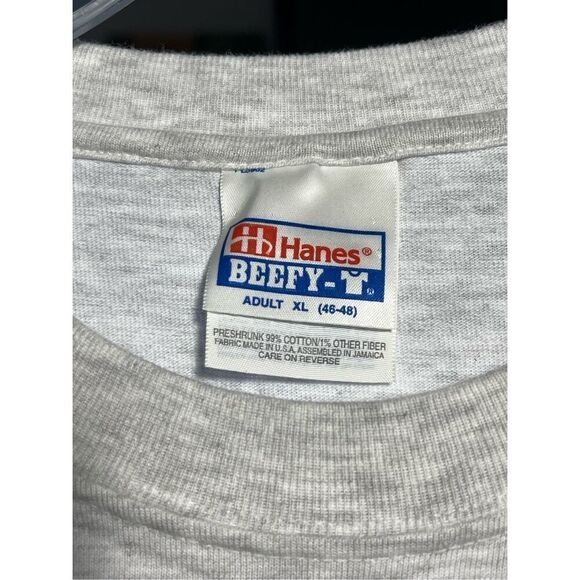 Hanes®
BEEFY-T®
ADULT XL (46-48)
PRESHRUNK 99% COTTON/1% OTHER FIBER
FABRIC MADE IN U.S.A. ASSEMBLED IN JAMAICA
CARE ON REVERSE